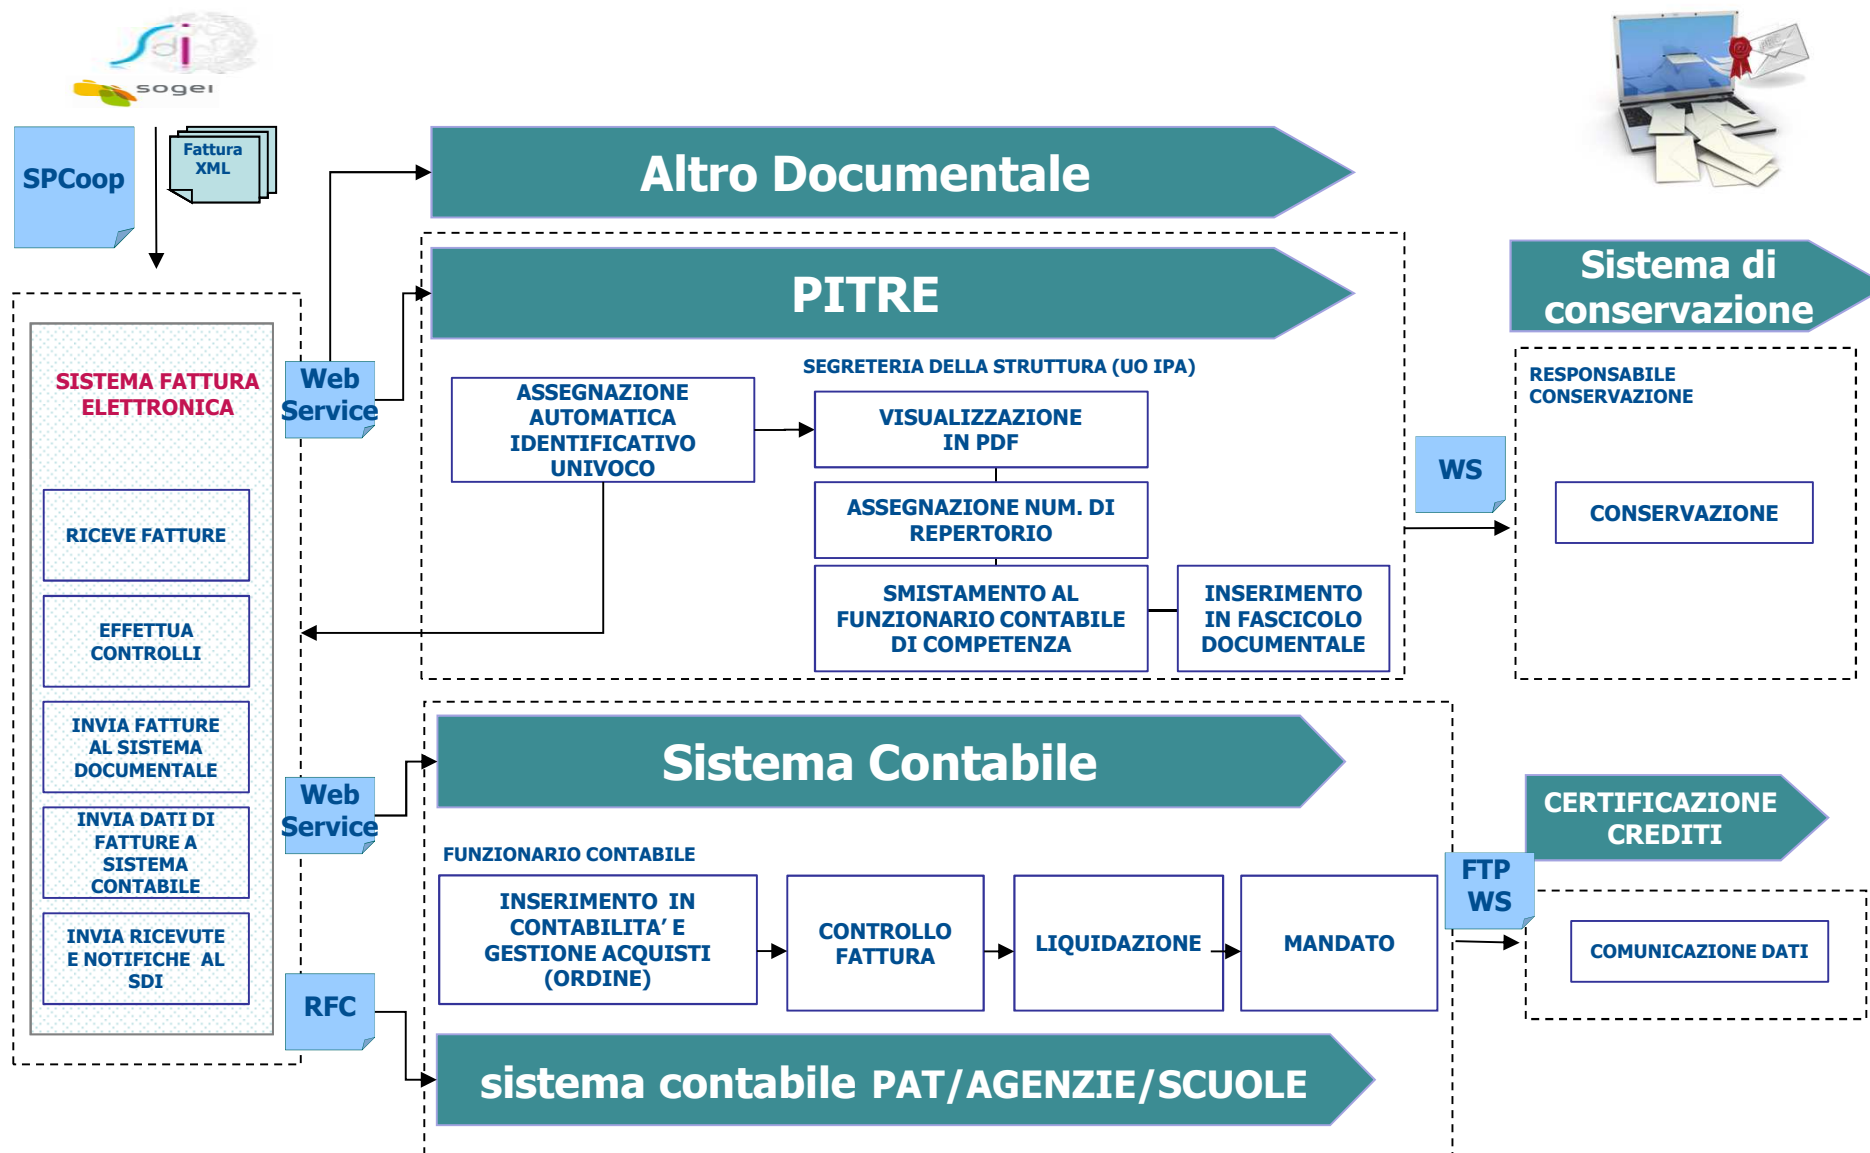 Sdi
sogei
SPCoop
Fattura
XML
Altro Documentale
PITRE
Sistema di
conservazione
SISTEMA FATTURA
ELETTRONICA
Web
Service
SEGRETERIA DELLA STRUTTURA (UO IPA)
ASSEGNAZIONE
AUTOMATICA
IDENTIFICATIVO
UNIVOCO
VISUALIZZAZIONE
IN PDF
RESPONSABILE
CONSERVAZIONE
WS
CONSERVAZIONE
RICEVE FATTURE
ASSEGNAZIONE NUM. DI
REPERTORIO
EFFETTUA
CONTROLLI
SMISTAMENTO AL
FUNZIONARIO CONTABILE
DI COMPETENZA
INSERIMENTO
IN FASCICOLO
DOCUMENTALE
INVIA FATTURE
AL SISTEMA
DOCUMENTALE
Sistema Contabile
Web
Service
INVIA DATI DI
FATTURE A
SISTEMA
CONTABILE
CERTIFICAZIONE
CREDITI
FUNZIONARIO CONTABILE
FTP
WS
INSERIMENTO IN
CONTABILITA’ E
GESTIONE ACQUISTI
(ORDINE)
CONTROLLO
FATTURA
LIQUIDAZIONE
MANDATO
COMUNICAZIONE DATI
INVIA RICEVUTE
E NOTIFICHE AL
SDI
RFC
sistema contabile PAT/AGENZIE/SCUOLE